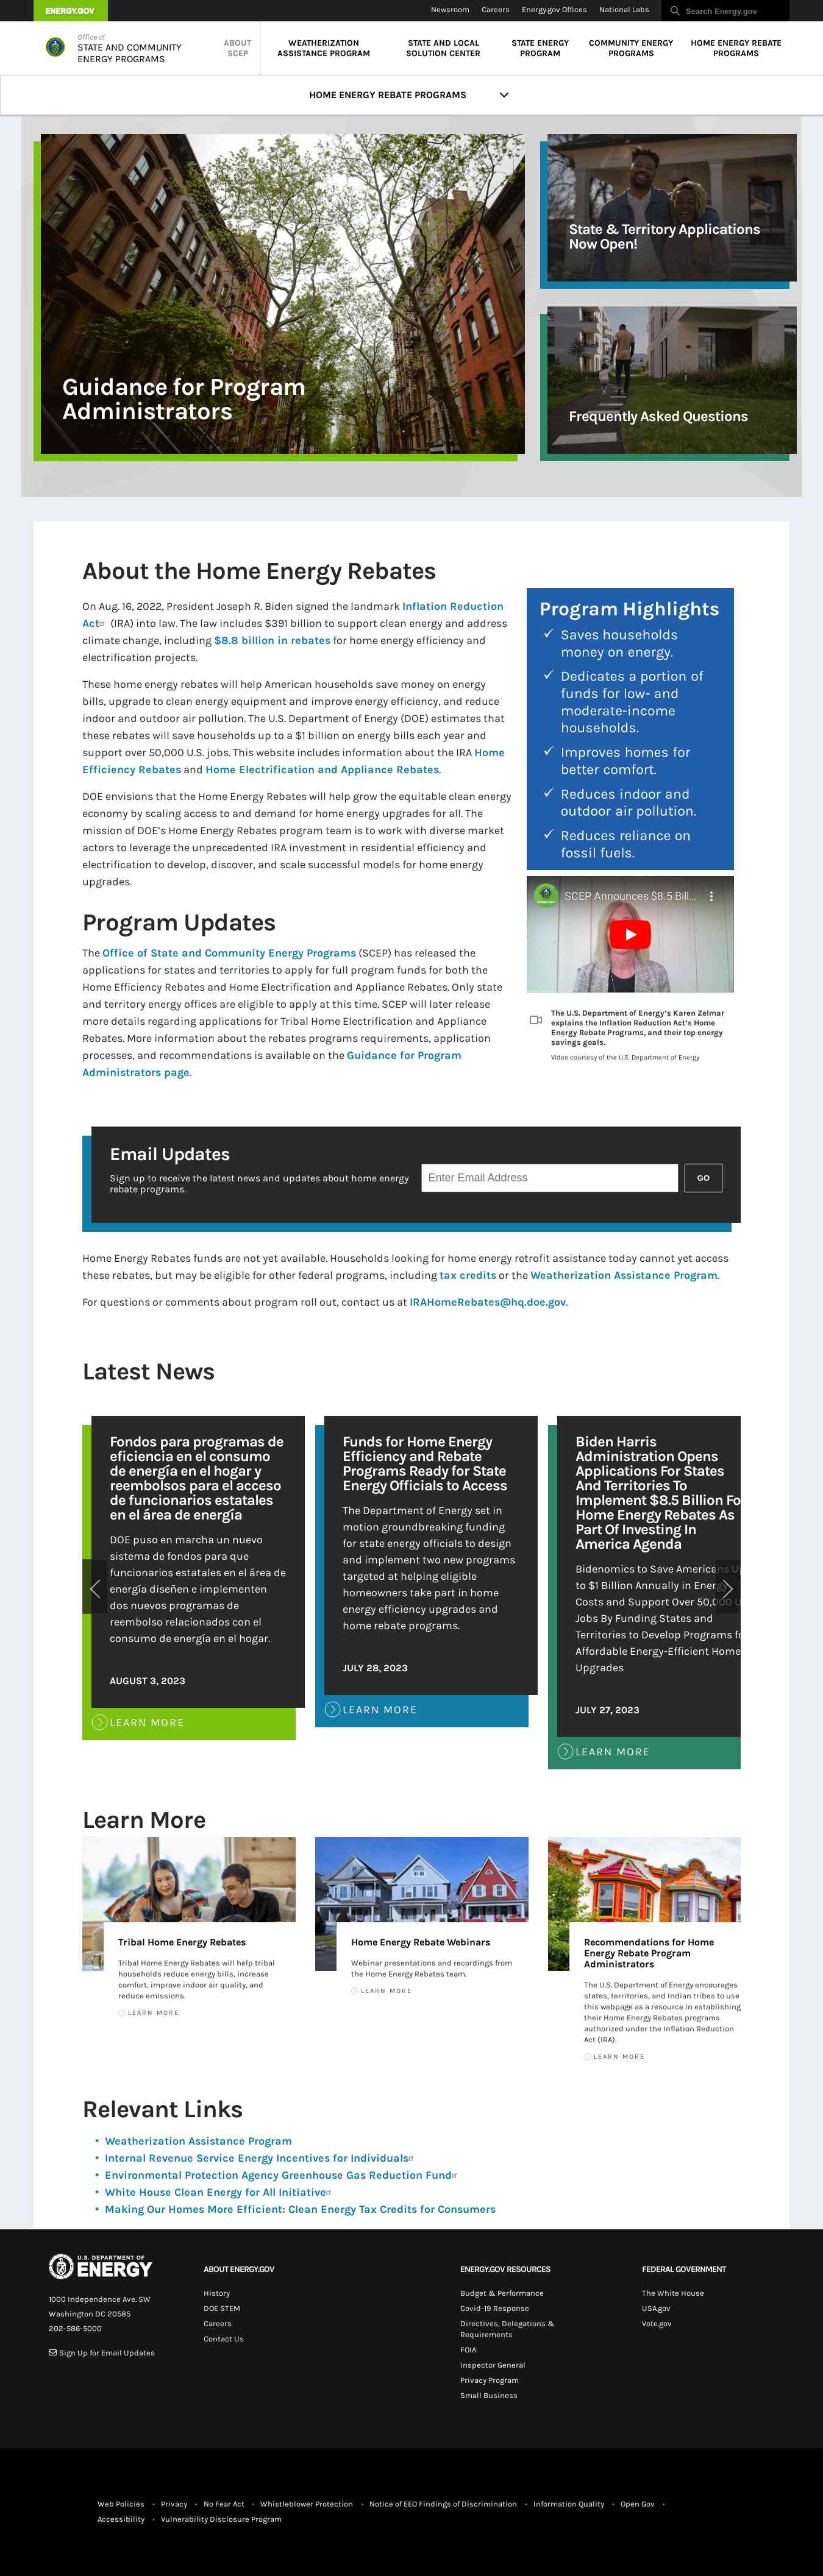 ENERGY.GOV
Newsroom
Careers
Energy.gov Offices
National Labs
Search Energy.gov
Office of
STATE AND COMMUNITY
ENERGY PROGRAMS
ABOUT
SCEP
WEATHERIZATION
ASSISTANCE PROGRAM
STATE AND LOCAL
SOLUTION CENTER
STATE ENERGY
PROGRAM
COMMUNITY ENERGY
PROGRAMS
HOME ENERGY REBATE
PROGRAMS
HOME ENERGY REBATE PROGRAMS
Guidance for Program
Administrators
State & Territory Applications
Now Open!
Frequently Asked Questions
About the Home Energy Rebates
On Aug. 16, 2022, President Joseph R. Biden signed the landmark Inflation Reduction
Act (IRA) into law. The law includes $391 billion to support clean energy and address
climate change, including $8.8 billion in rebates for home energy efficiency and
electrification projects.
These home energy rebates will help American households save money on energy
bills, upgrade to clean energy equipment and improve energy efficiency, and reduce
indoor and outdoor air pollution. The U.S. Department of Energy (DOE) estimates that
these rebates will save households up to a $1 billion on energy bills each year and
support over 50,000 U.S. jobs. This website includes information about the IRA Home
Efficiency Rebates and Home Electrification and Appliance Rebates.
DOE envisions that the Home Energy Rebates will help grow the equitable clean energy
economy by scaling access to and demand for home energy upgrades for all. The
mission of DOE's Home Energy Rebates program team is to work with diverse market
actors to leverage the unprecedented IRA investment in residential efficiency and
electrification to develop, discover, and scale successful models for home energy
upgrades.
Program Highlights
✓ Saves households
money on energy.
✓ Dedicates a portion of
funds for low- and
moderate-income
households.
✓ Improves homes for
better comfort.
✓ Reduces indoor and
outdoor air pollution.
✓ Reduces reliance on
fossil fuels.
SCEP Announces $8.5 Bill...
The U.S. Department of Energy's Karen Zelmar
explains the Inflation Reduction Act's Home
Energy Rebate Programs, and their top energy
savings goals.
Video courtesy of the U.S. Department of Energy
Program Updates
The Office of State and Community Energy Programs (SCEP) has released the
applications for states and territories to apply for full program funds for both the
Home Efficiency Rebates and Home Electrification and Appliance Rebates. Only state
and territory energy offices are eligible to apply at this time. SCEP will later release
more details regarding applications for Tribal Home Electrification and Appliance
Rebates. More information about the rebates programs requirements, application
processes, and recommendations is available on the Guidance for Program
Administrators page.
Email Updates
Sign up to receive the latest news and updates about home energy
rebate programs.
Enter Email Address
GO
Home Energy Rebates funds are not yet available. Households looking for home energy retrofit assistance today cannot yet access
these rebates, but may be eligible for other federal programs, including tax credits or the Weatherization Assistance Program.
For questions or comments about program roll out, contact us at IRAHomeRebates@hq.doe.gov.
Latest News
Fondos para programas de
eficiencia en el consumo
de energía en el hogar y
reembolsos para el acceso
de funcionarios estatales
en el área de energía
DOE puso en marcha un nuevo
sistema de fondos para que
funcionarios estatales en el área de
energía diseñen e implementen
dos nuevos programas de
reembolso relacionados con el
consumo de energía en el hogar.
AUGUST 3, 2023
LEARN MORE
Funds for Home Energy
Efficiency and Rebate
Programs Ready for State
Energy Officials to Access
The Department of Energy set in
motion groundbreaking funding
for state energy officials to design
and implement two new programs
targeted at helping eligible
homeowners take part in home
energy efficiency upgrades and
home rebate programs.
JULY 28, 2023
LEARN MORE
Biden Harris
Administration Opens
Applications For States
And Territories To
Implement $8.5 Billion Fo
Home Energy Rebates As
Part Of Investing In
America Agenda
Bidenomics to Save Americans U
to $1 Billion Annually in Energy
Costs and Support Over 50,000 U
Jobs By Funding States and
Territories to Develop Programs fo
Affordable Energy-Efficient Home
Upgrades
JULY 27, 2023
LEARN MORE
Learn More
Tribal Home Energy Rebates
Tribal Home Energy Rebates will help tribal
households reduce energy bills, increase
comfort, improve indoor air quality, and
reduce emissions.
LEARN MORE
Home Energy Rebate Webinars
Webinar presentations and recordings from
the Home Energy Rebates team.
LEARN MORE
Recommendations for Home
Energy Rebate Program
Administrators
The U.S. Department of Energy encourages
states, territories, and Indian tribes to use
this webpage as a resource in establishing
their Home Energy Rebates programs
authorized under the Inflation Reduction
Act (IRA).
LEARN MORE
Relevant Links
• Weatherization Assistance Program
• Internal Revenue Service Energy Incentives for Individuals
• Environmental Protection Agency Greenhouse Gas Reduction Fund
• White House Clean Energy for All Initiative
• Making Our Homes More Efficient: Clean Energy Tax Credits for Consumers
U.S. DEPARTMENT OF
ENERGY
1000 Independence Ave. SW
Washington DC 20585
202-586-5000
Sign Up for Email Updates
ABOUT ENERGY.GOV
History
DOE STEM
Careers
Contact Us
ENERGY.GOV RESOURCES
Budget & Performance
Covid-19 Response
Directives, Delegations &
Requirements
FOIA
Inspector General
Privacy Program
Small Business
FEDERAL GOVERNMENT
The White House
USA.gov
Vote.gov
Web Policies • Privacy • No Fear Act • Whistleblower Protection • Notice of EEO Findings of Discrimination • Information Quality • Open Gov •
Accessibility • Vulnerability Disclosure Program